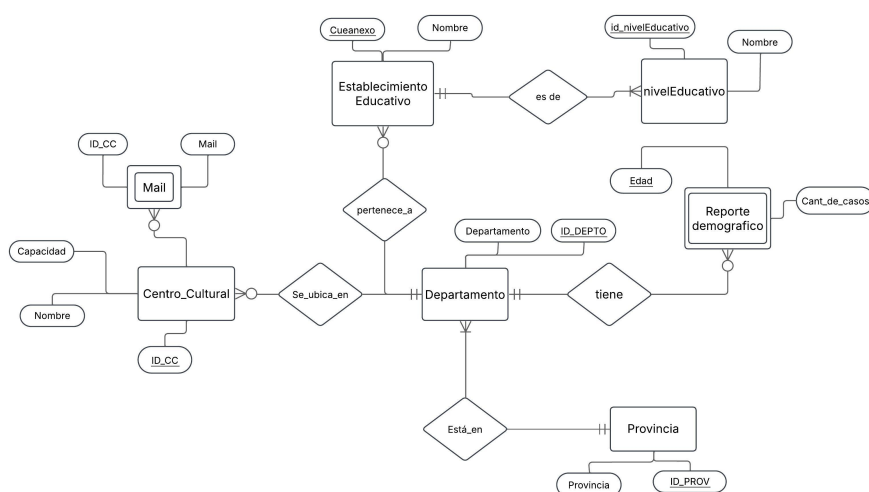 Cueanexo
Nombre
id_nivelEducativo
Nombre
Establecimiento
Educativo
es de
nivelEducativo
ID_CC
Mail
Mail
Edad
Cant_de_casos
Reporte
demografico
pertenece_a
Departamento
ID_DEPTO
Capacidad
Nombre
Centro_Cultural
Se_ubica_en
Departamento
tiene
ID_CC
Está_en
Provincia
Provincia
ID_PROV